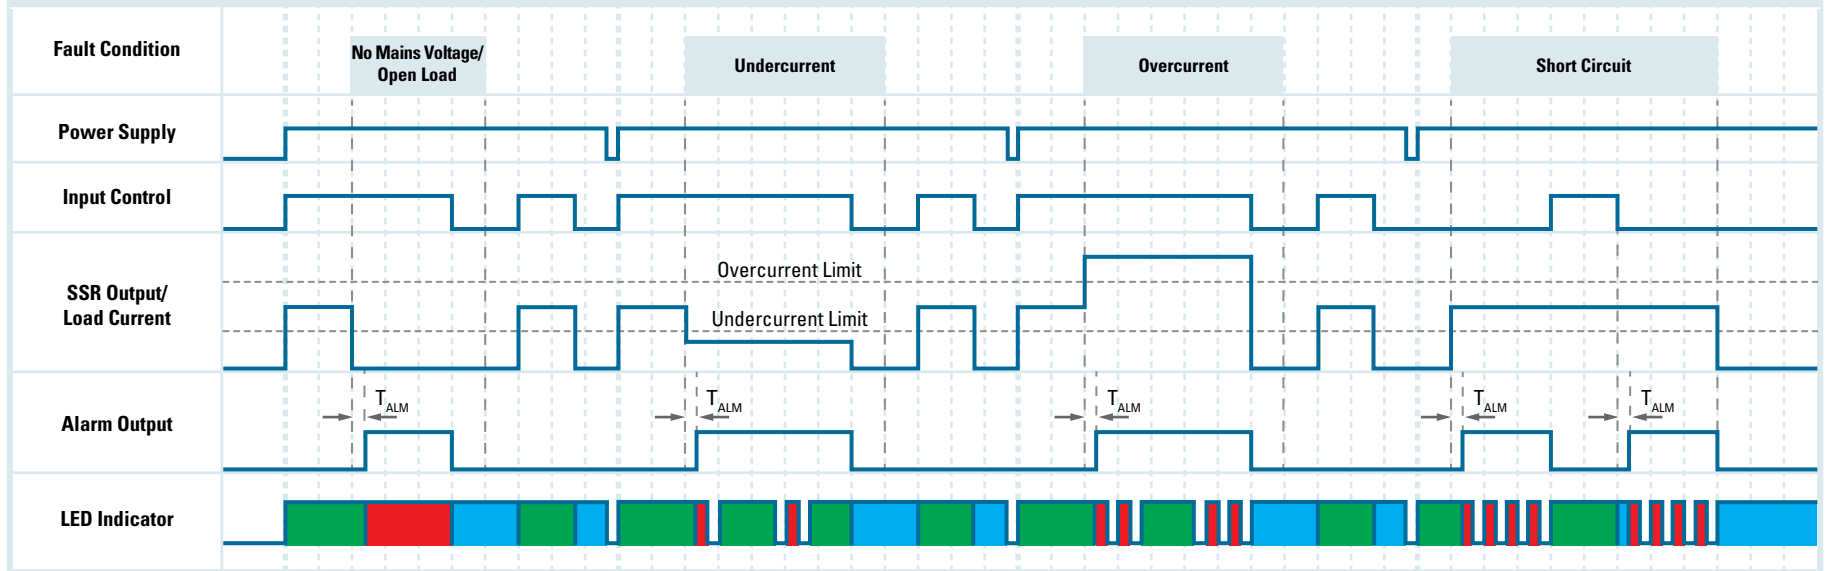 Fault Condition
No Mains Voltage/
Open Load
Undercurrent
Overcurrent
Short Circuit
Power Supply
Input Control
SSR Output/
Load Current
Overcurrent Limit
Undercurrent Limit
Alarm Output
TALM
TALM
TALM
TALM
TALM
LED Indicator